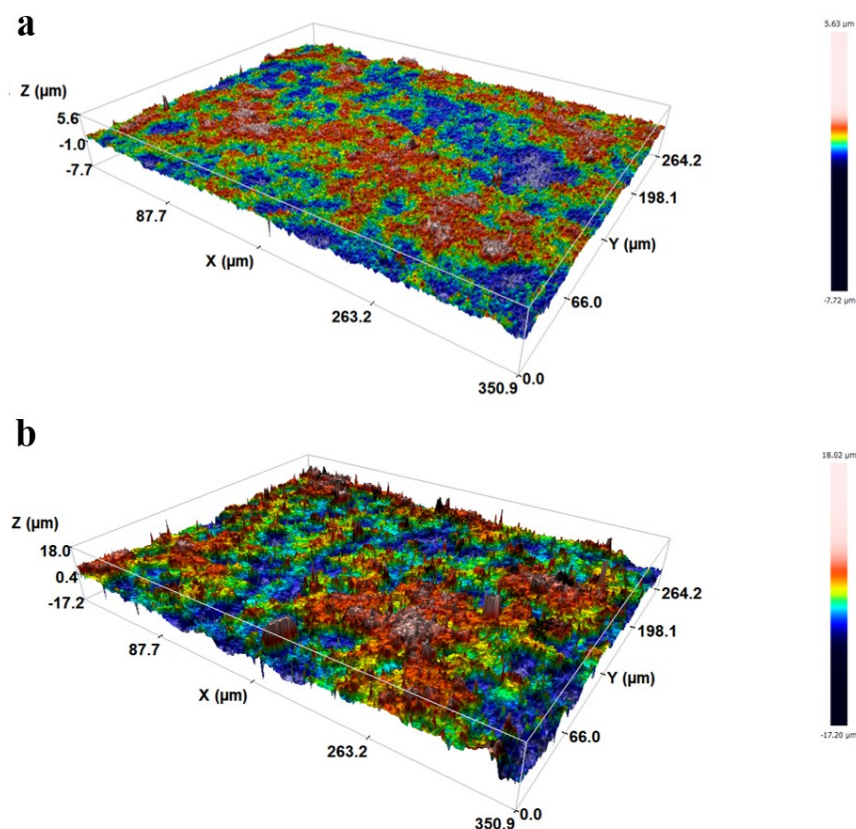 a
5.63 µm
Z (µm)
5.6
-1.0
-7.7
87.7
X (µm)
263.2
350.9
0.0
66.0
Y (µm)
198.1
264.2
-7.72 µm
b
18.02 µm
Z (µm)
18.0
0.4
-17.2
87.7
X (µm)
263.2
350.9
0.0
66.0
Y (µm)
198.1
264.2
-17.20 µm